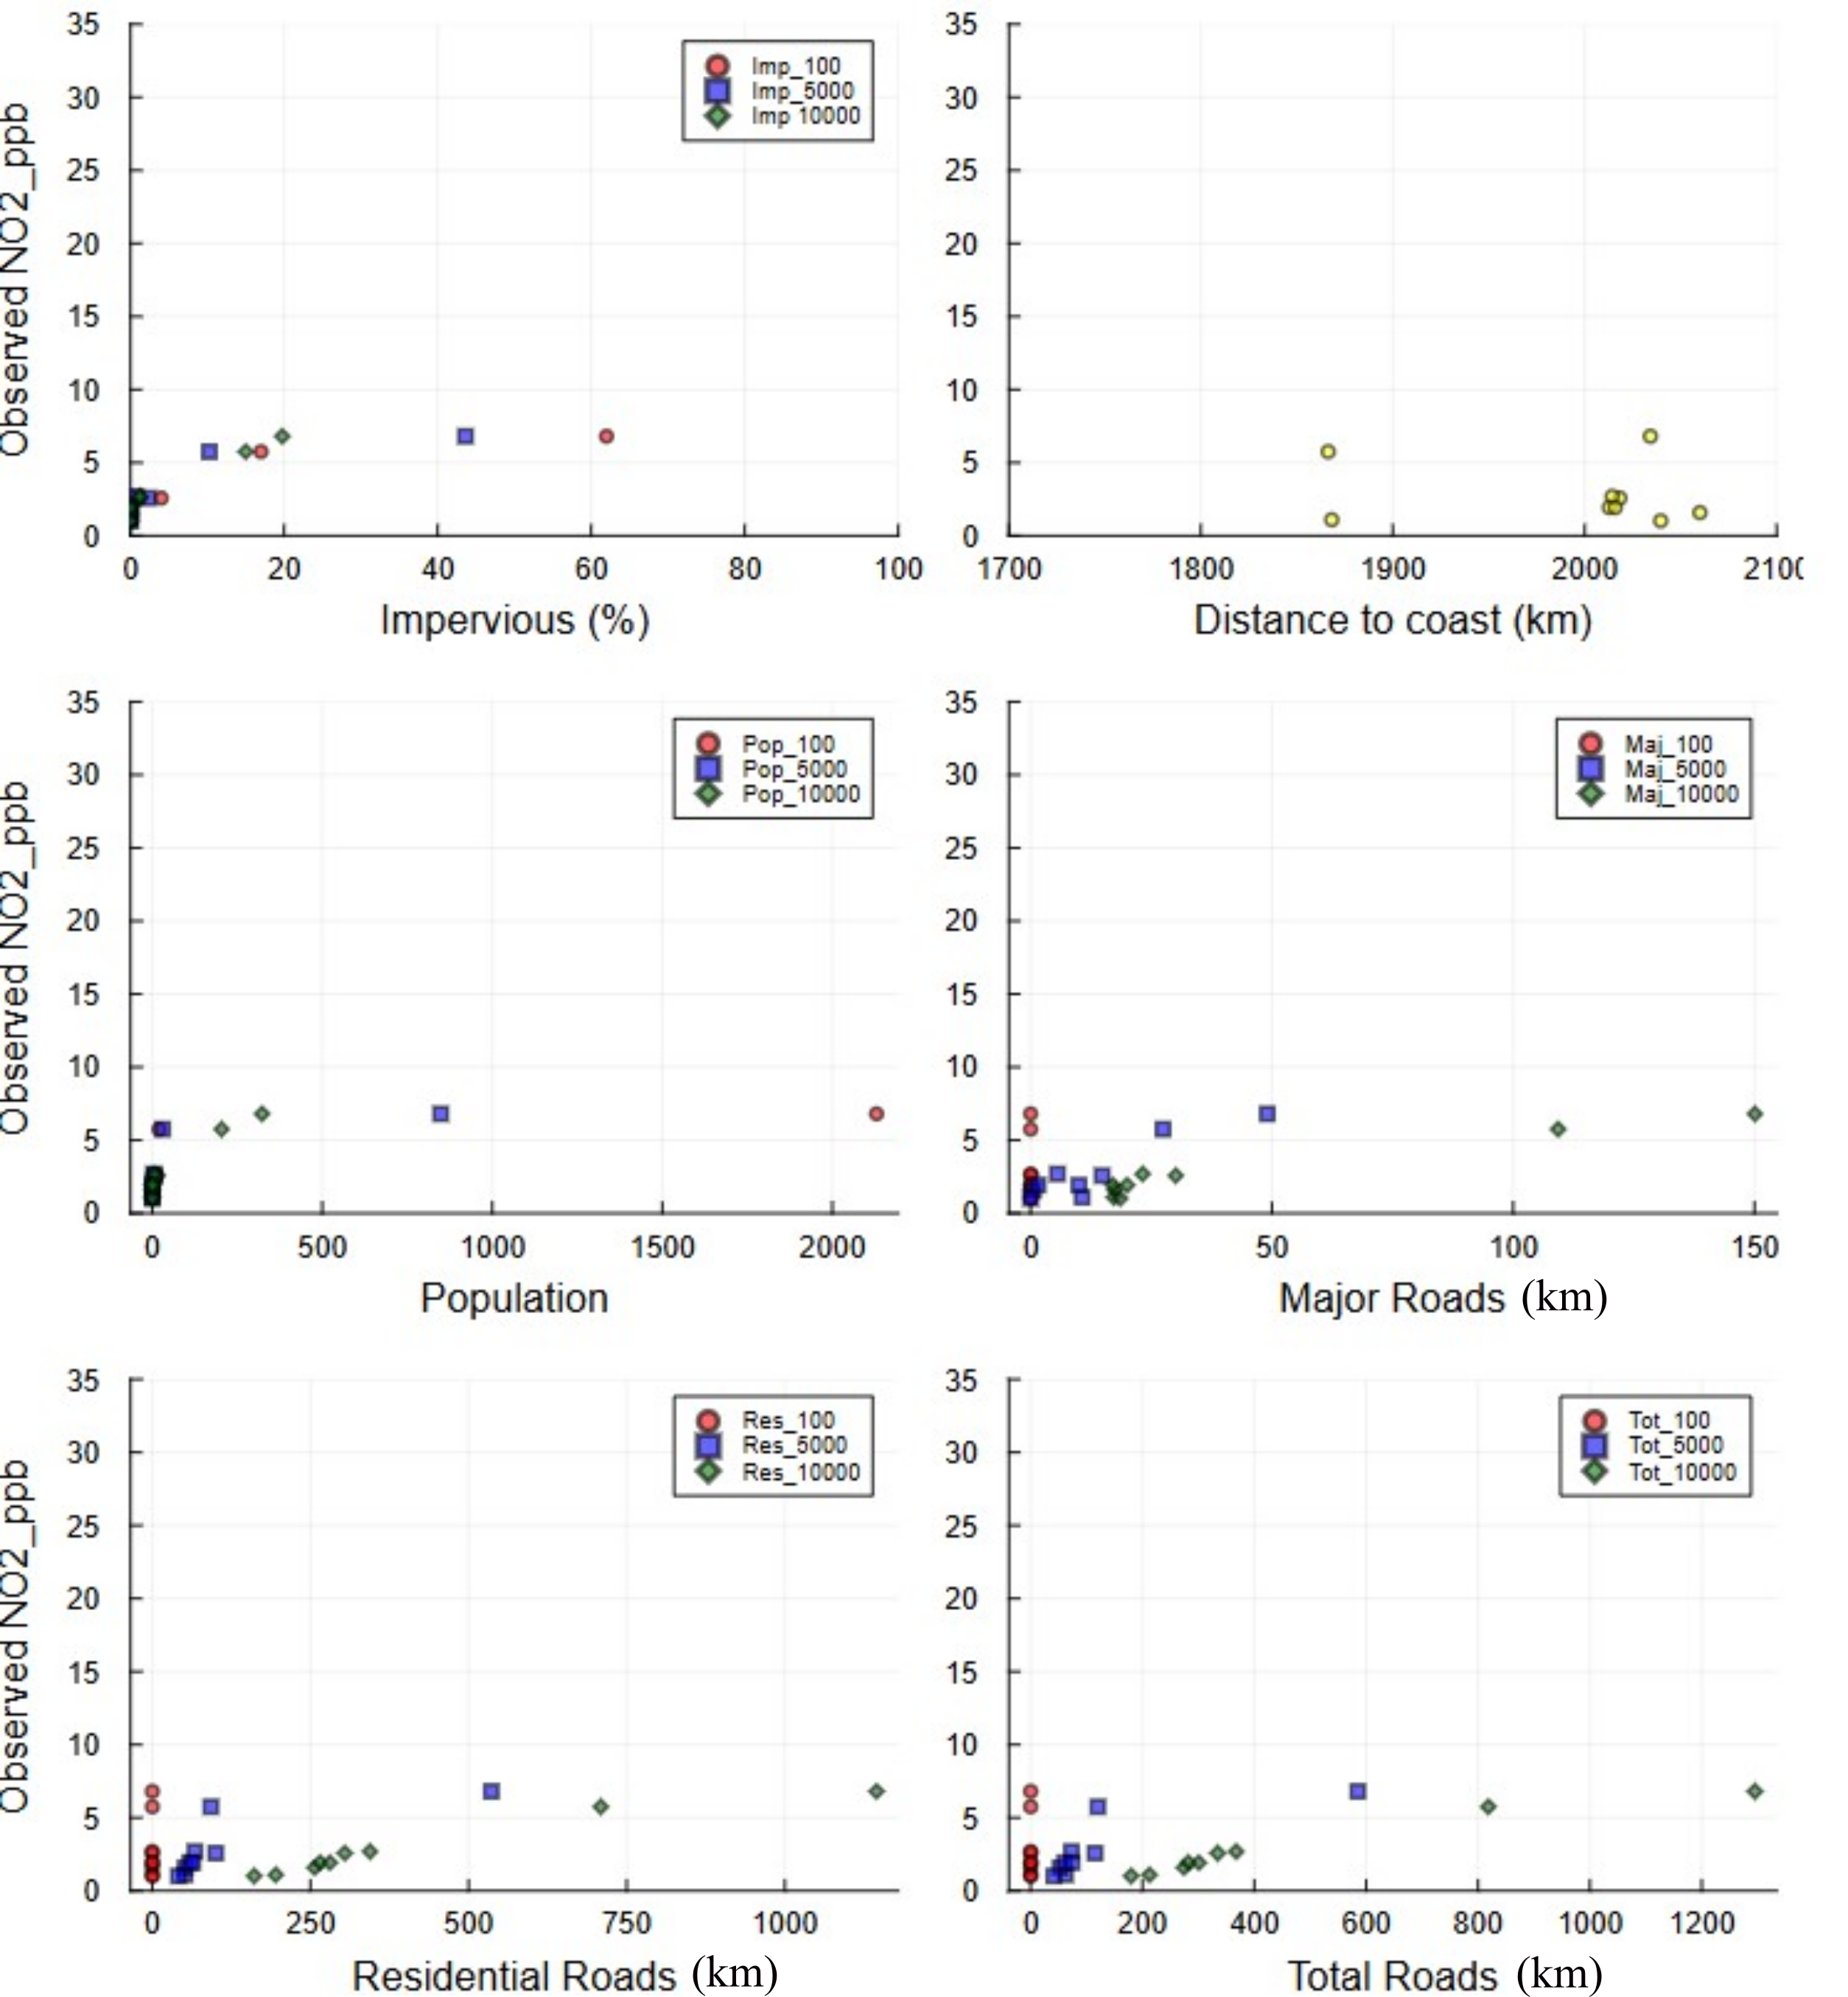 35
30
25
20
15
10
5
0
Observed NO2_ppb
Imp_100
Imp_5000
Imp 10000
0 20 40 60 80 100
Impervious (%)
35
30
25
20
15
10
5
0
1700 1800 1900 2000 210
Distance to coast (km)
35
30
25
20
15
10
5
0
Observed NO2_ppb
Pop_100
Pop_5000
Pop_10000
0 500 1000 1500 2000
Population
35
30
25
20
15
10
5
0
Maj_100
Maj_5000
Maj_10000
0 50 100 150
Major Roads (km)
35
30
25
20
15
10
5
0
Observed NO2_ppb
Res_100
Res_5000
Res_10000
0 250 500 750 1000
Residential Roads (km)
35
30
25
20
15
10
5
0
Tot_100
Tot_5000
Tot_10000
0 200 400 600 800 1000 1200
Total Roads (km)